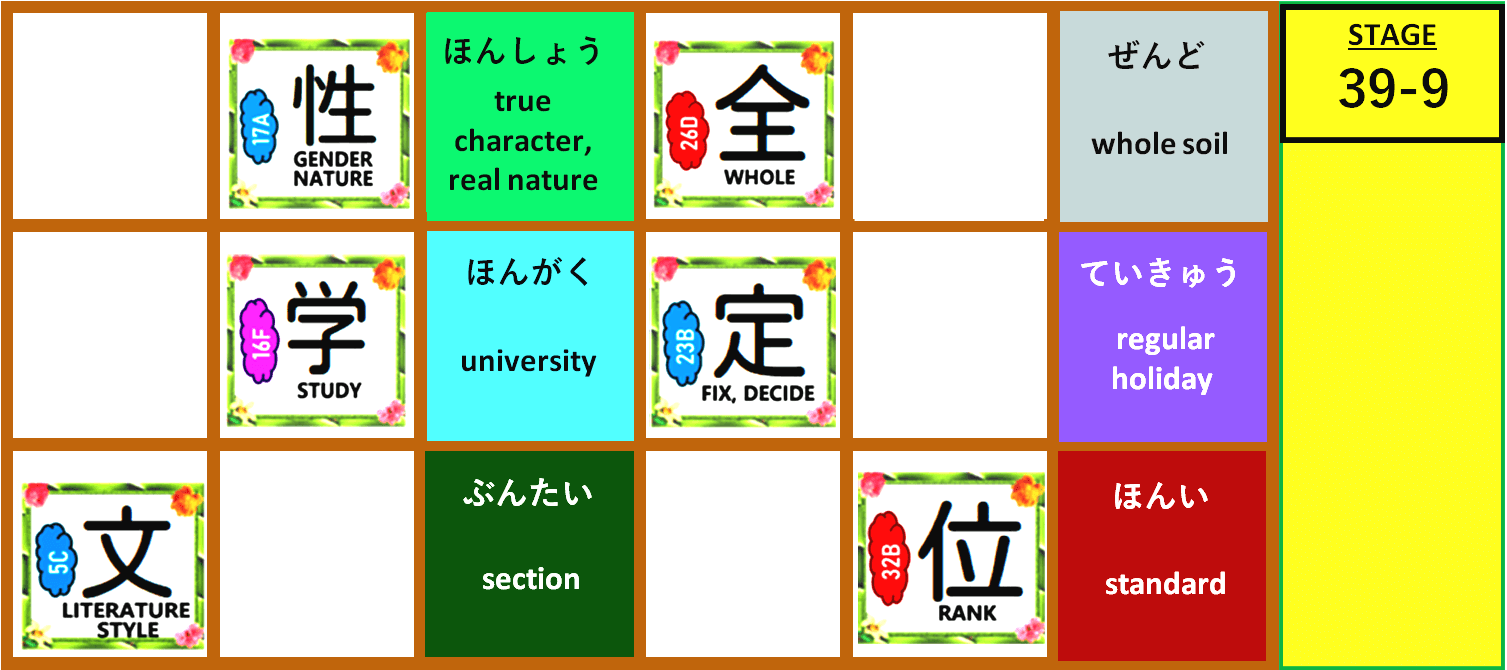 17A
性
GENDER
NATURE
ほんしょう
true
character,
real nature
26D
全
WHOLE
ぜんど
whole soil
STAGE
39-9
16F
学
STUDY
ほんがく
university
23B
定
FIX, DECIDE
ていきゅう
regular
holiday
5C
文
LITERATURE
STYLE
ぶんたい
section
32B
位
RANK
ほんい
standard